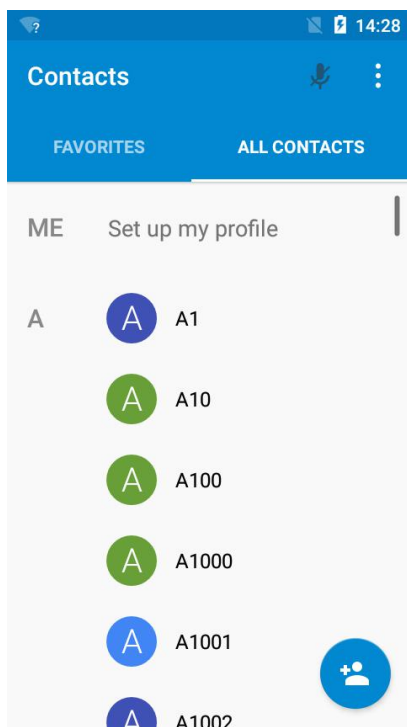 14:28
Contacts
FAVORITES ALL CONTACTS
ME Set up my profile
A A A1
A A10
A A100
A A1000
A A1001
A A1002